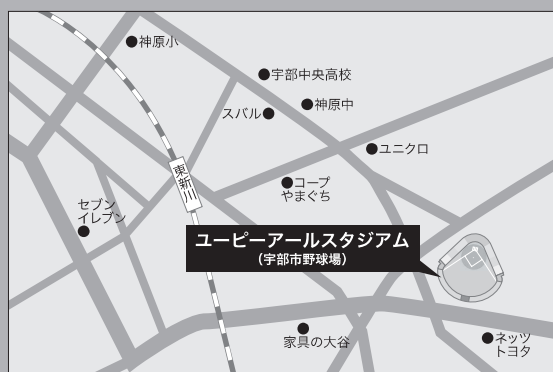 神原小
宇部中央高校
神原中
スバル
ユニクロ
東新川
コープ
やまぐち
セブン
イレブン
ユーピーアールスタジアム
（宇部市野球場）
家具の大谷
ネッツ
トヨタ